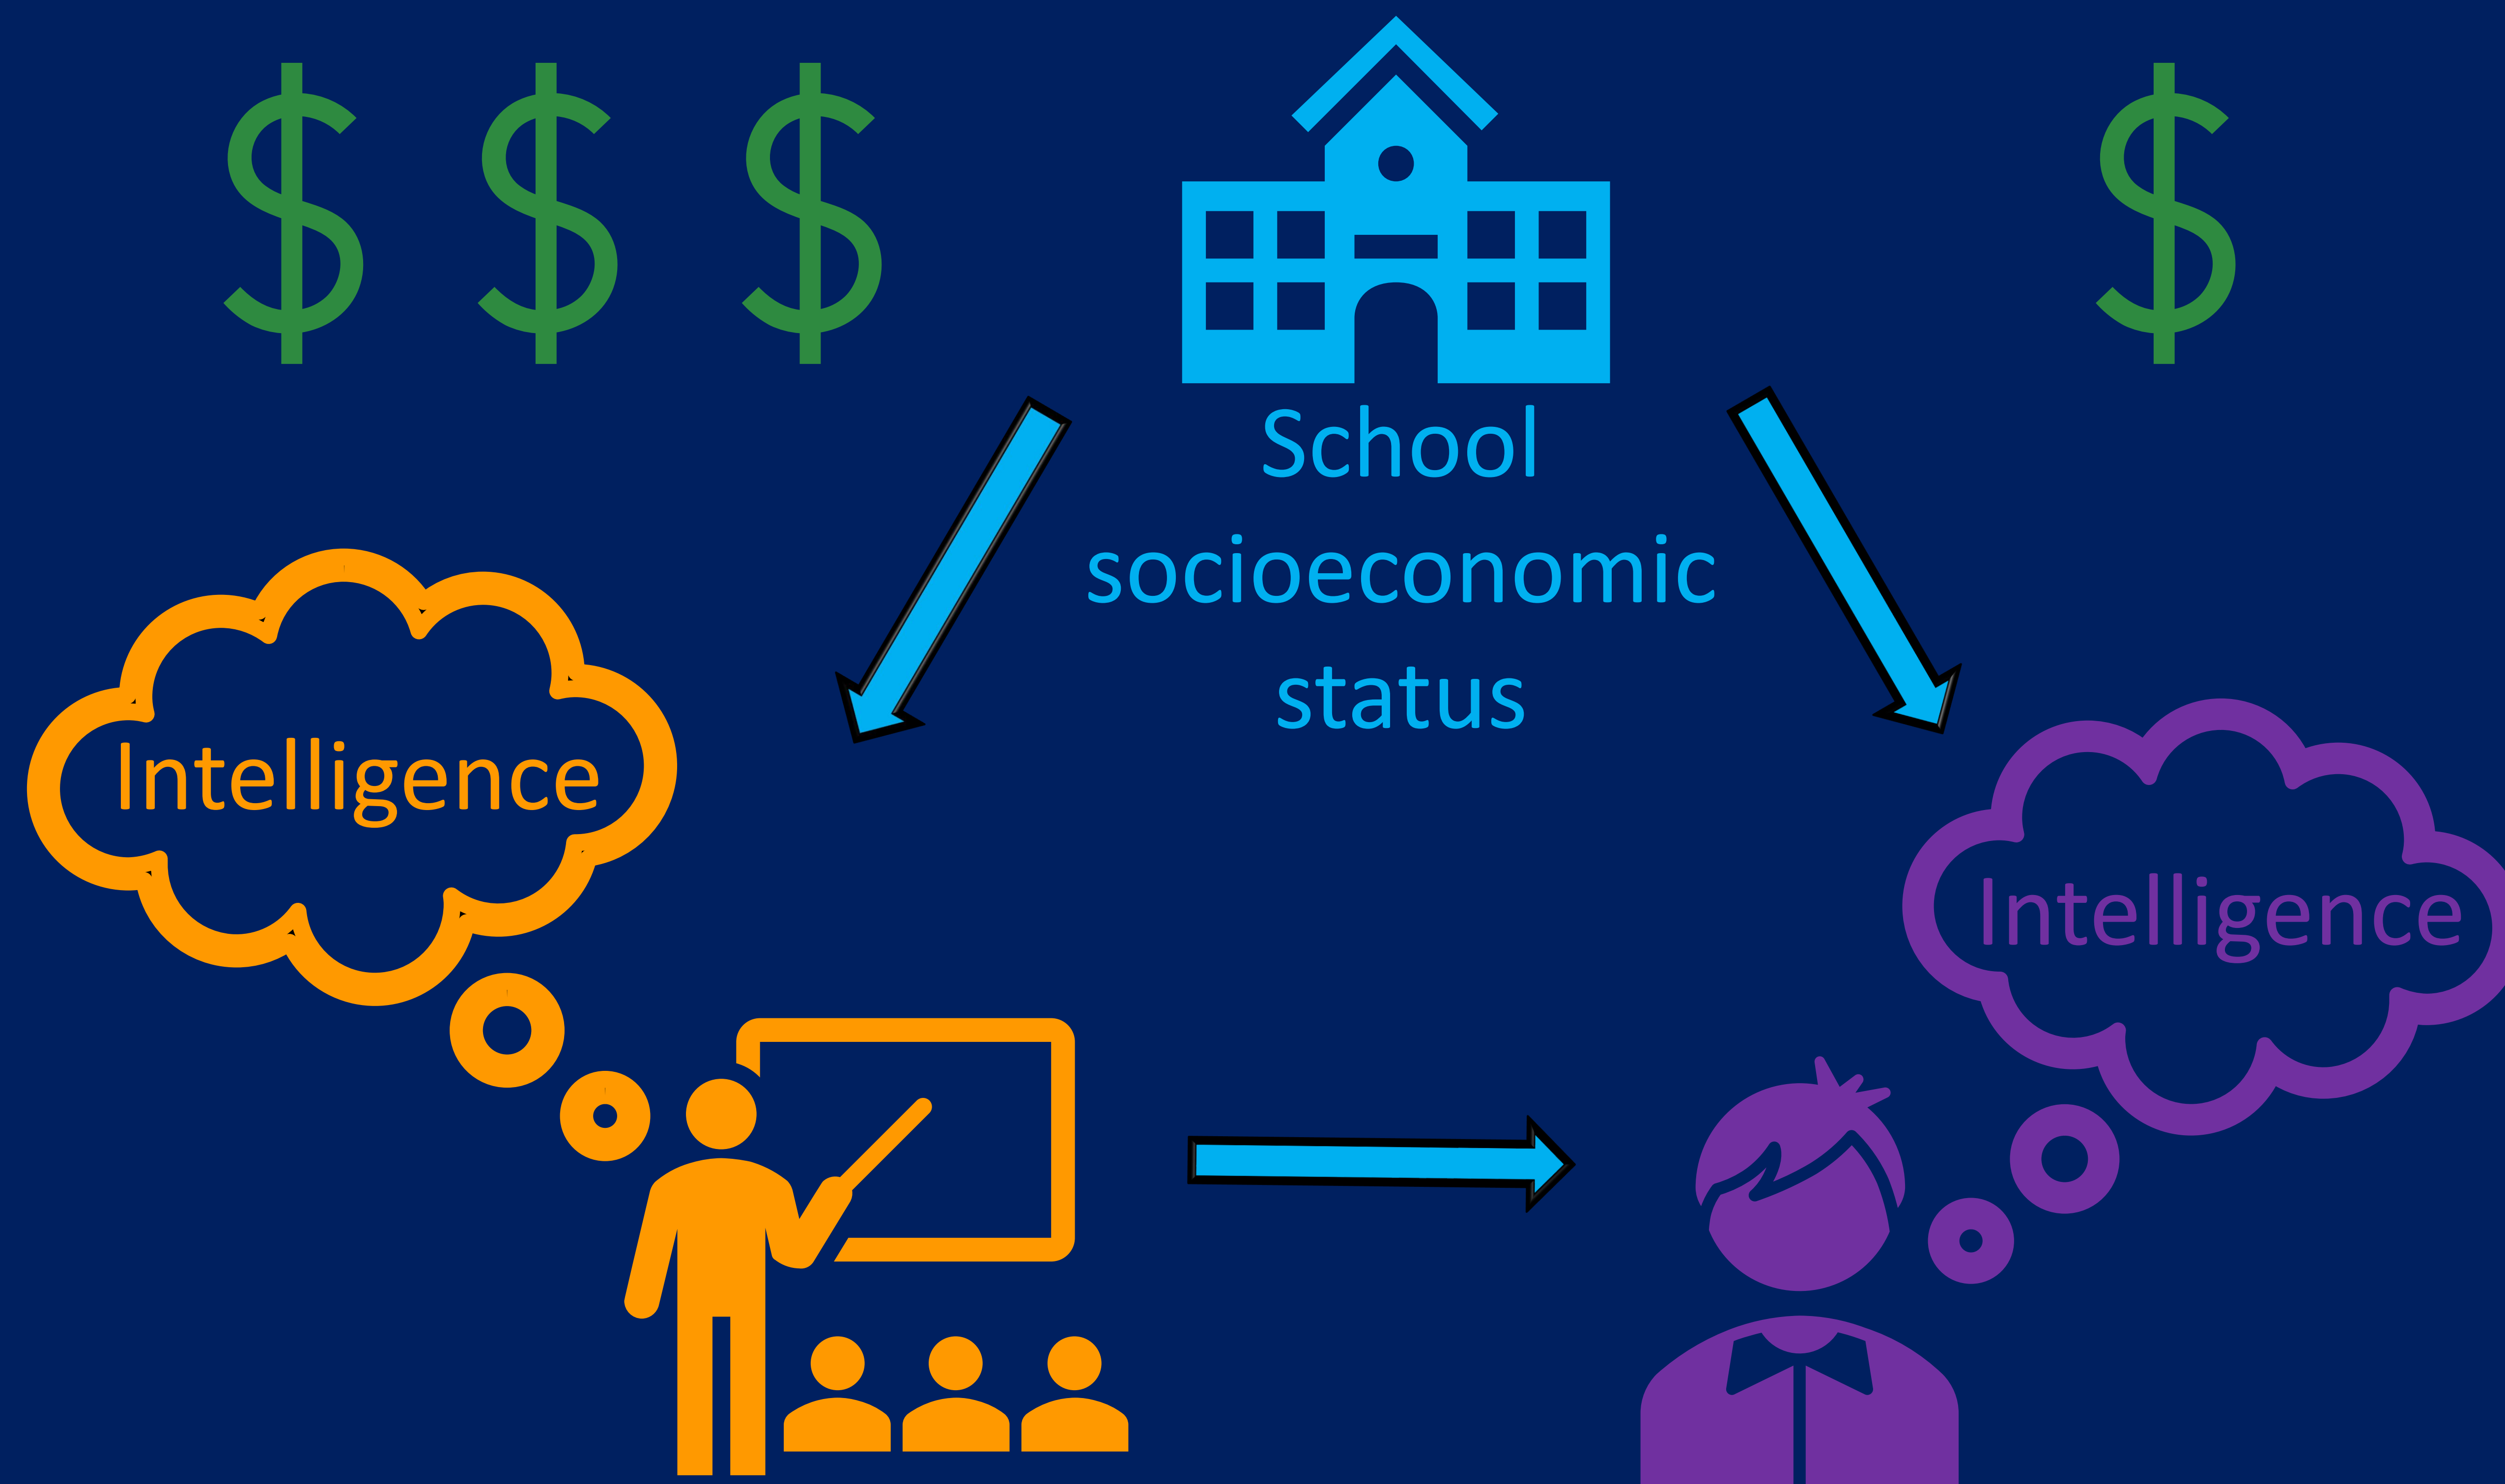 School
socioeconomic
status
Intelligence
Intelligence